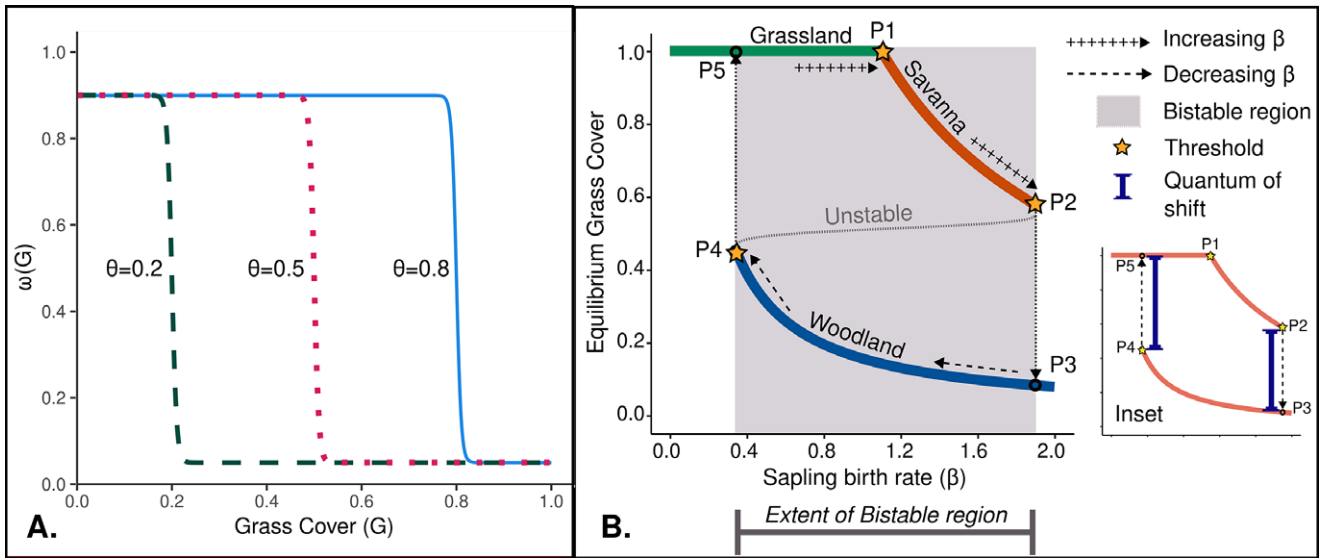 1.0
0.8
0.6
0.4
0.2
0.0
ω(G)
θ=0.2
θ=0.5
θ=0.8
0.0
0.2
0.4
0.6
0.8
1.0
Grass Cover (G)
A.
1.0
0.8
0.6
0.4
0.2
0.0
Equilibrium Grass Cover
Grassland
P1
P5
Savanna
P2
Unstable
P4
Woodland
P3
0.0
0.4
0.8
1.2
1.6
2.0
Sapling birth rate (β)
B.
Extent of Bistable region
Increasing β
Decreasing β
Bistable region
Threshold
Quantum of
shift
P1
P5
P2
P4
P3
Inset